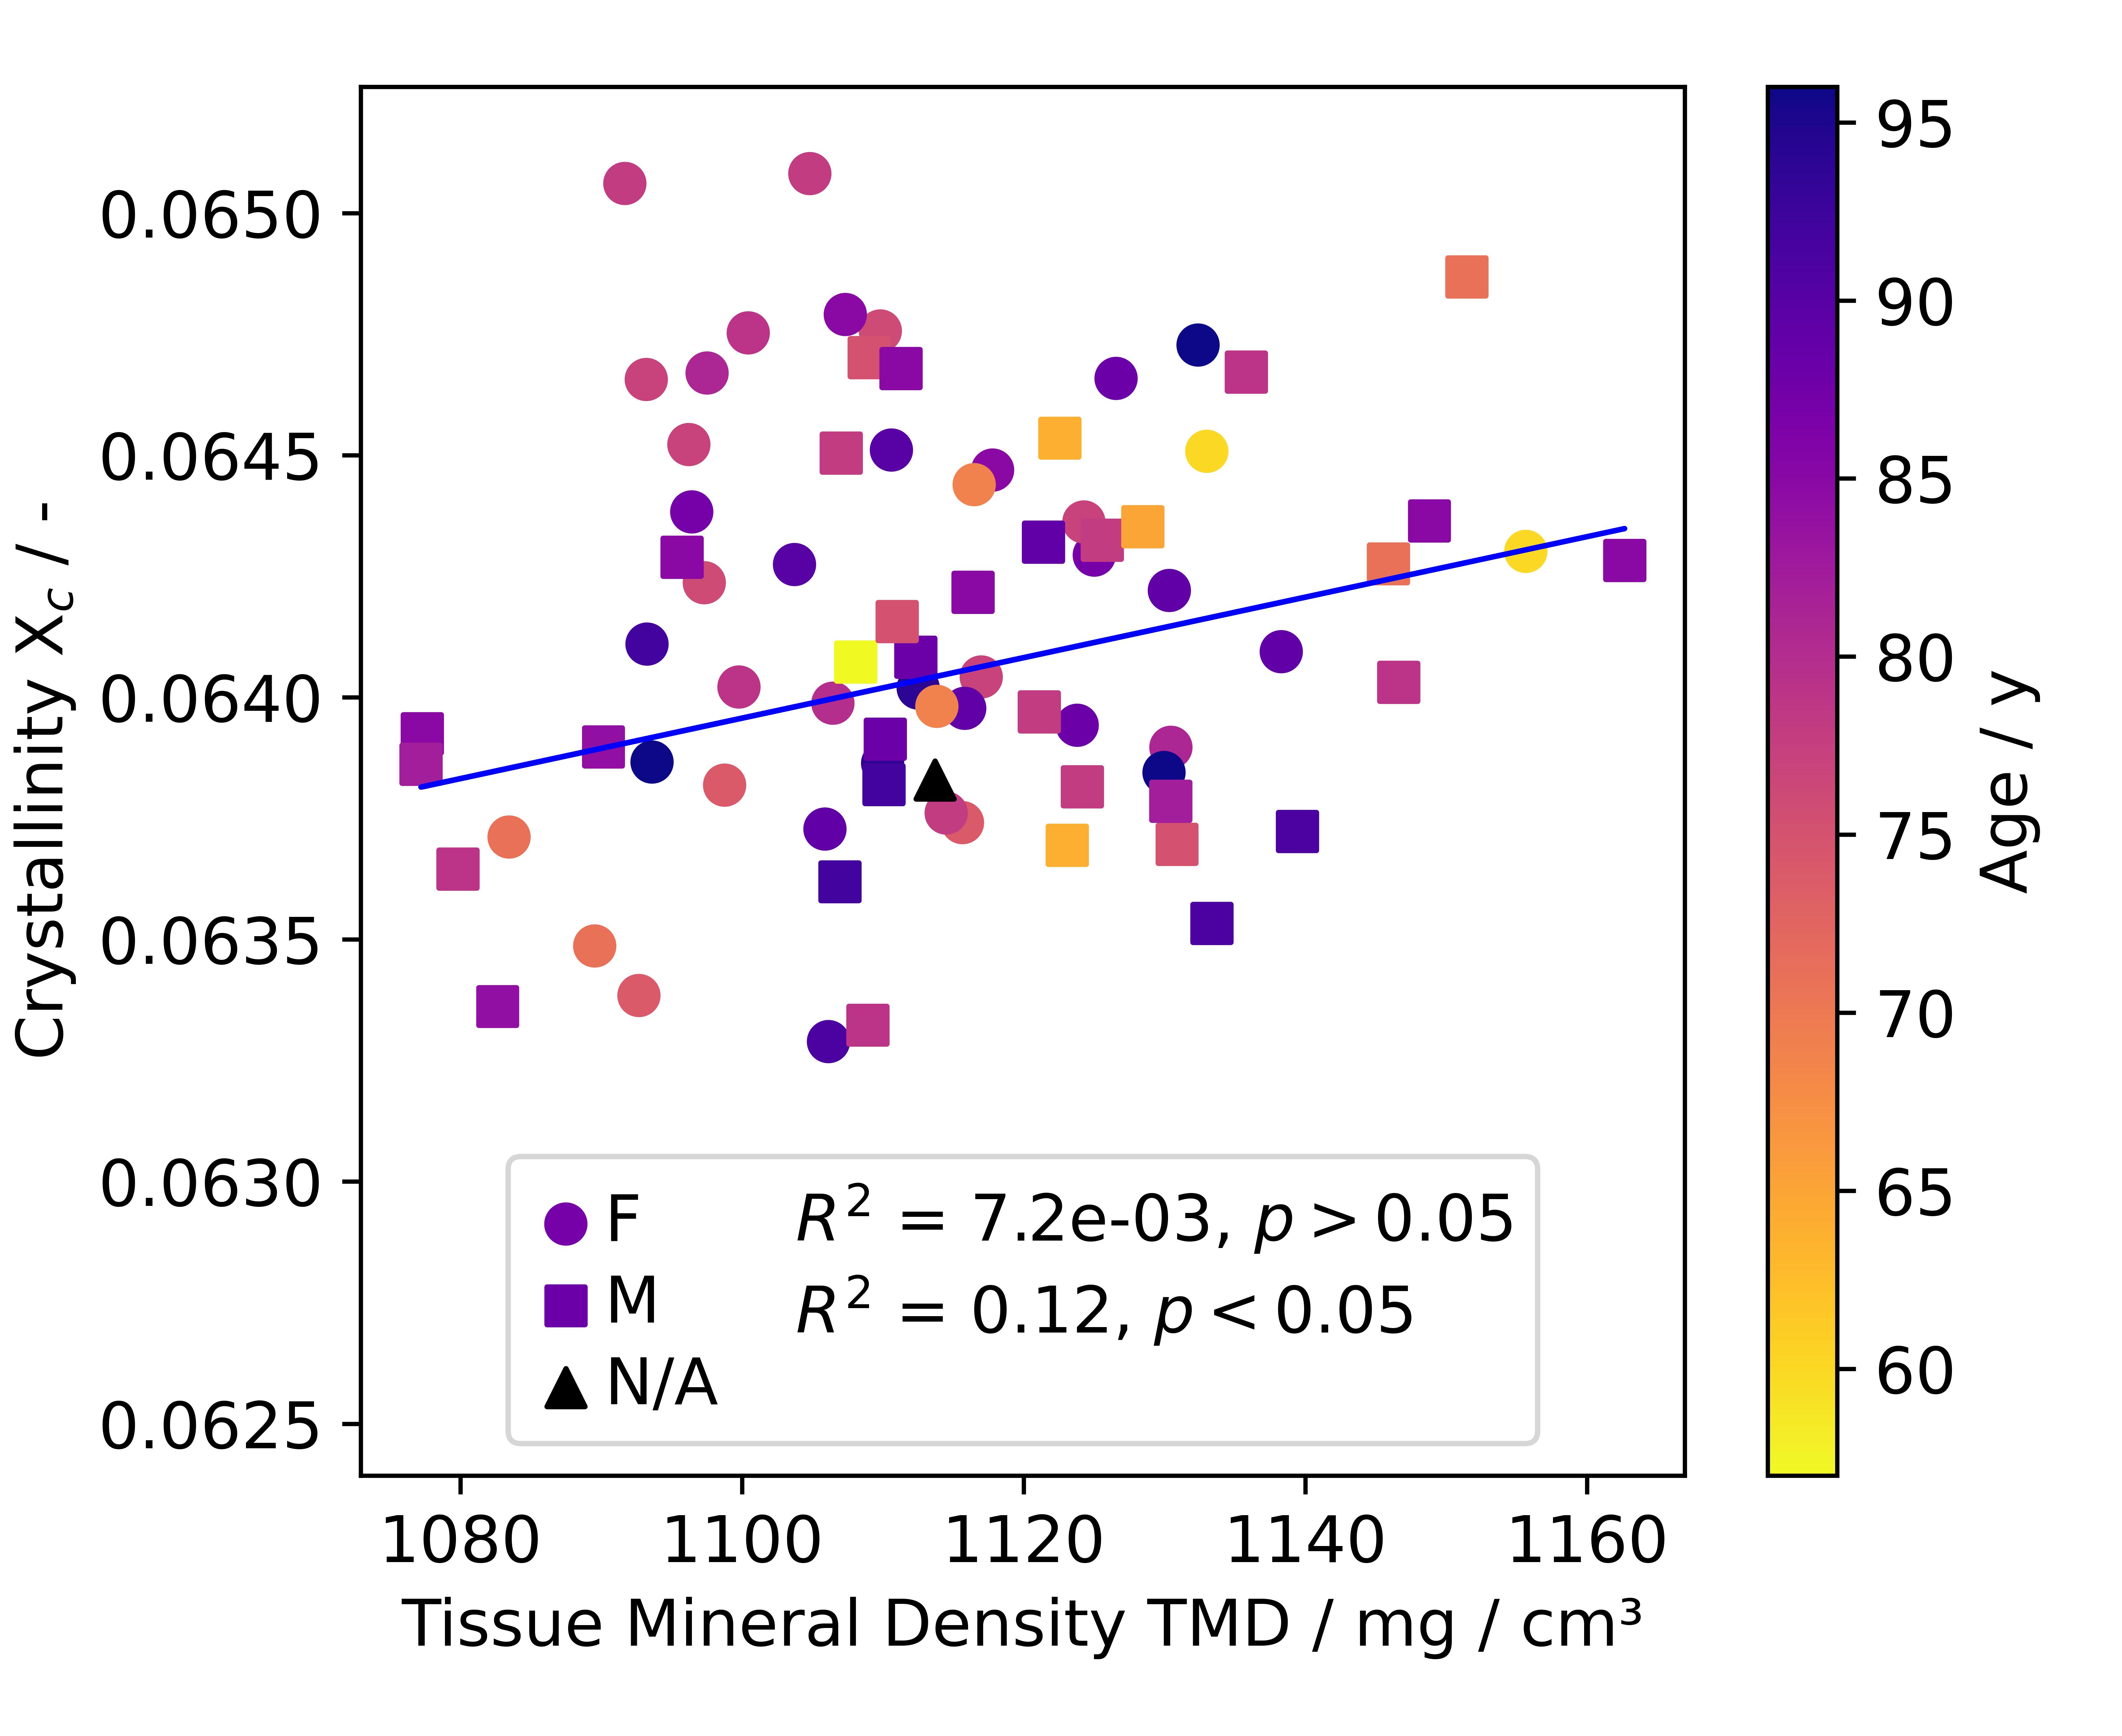 Crystallinity Xc / -
0.0650
0.0645
0.0640
0.0635
0.0630
0.0625
F R² = 7.2e-03, p > 0.05
M R² = 0.12, p < 0.05
N/A
1080 1100 1120 1140 1160
Tissue Mineral Density TMD / mg / cm³
95
90
85
80
75
70
65
60
Age / y